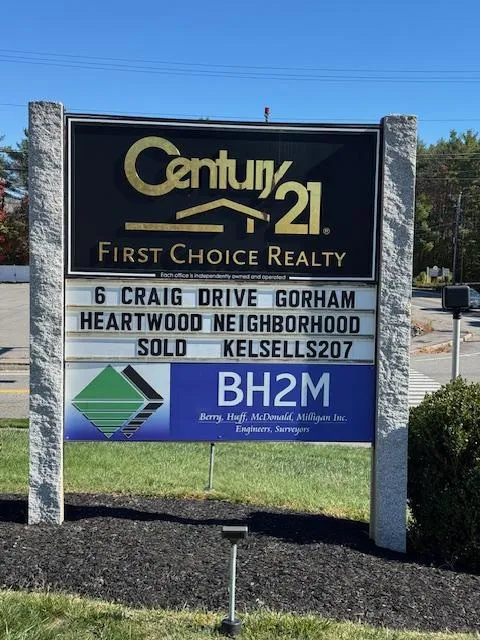 Century 21®
FIRST CHOICE REALTY
Each office is independently owned and operated
6 CRAIG DRIVE GORHAM
HEARTWOOD NEIGHBORHOOD
SOLD KELSELLS207
BH2M
Berry, Huff, McDonald, Milligan Inc.
Engineers, Surveyors